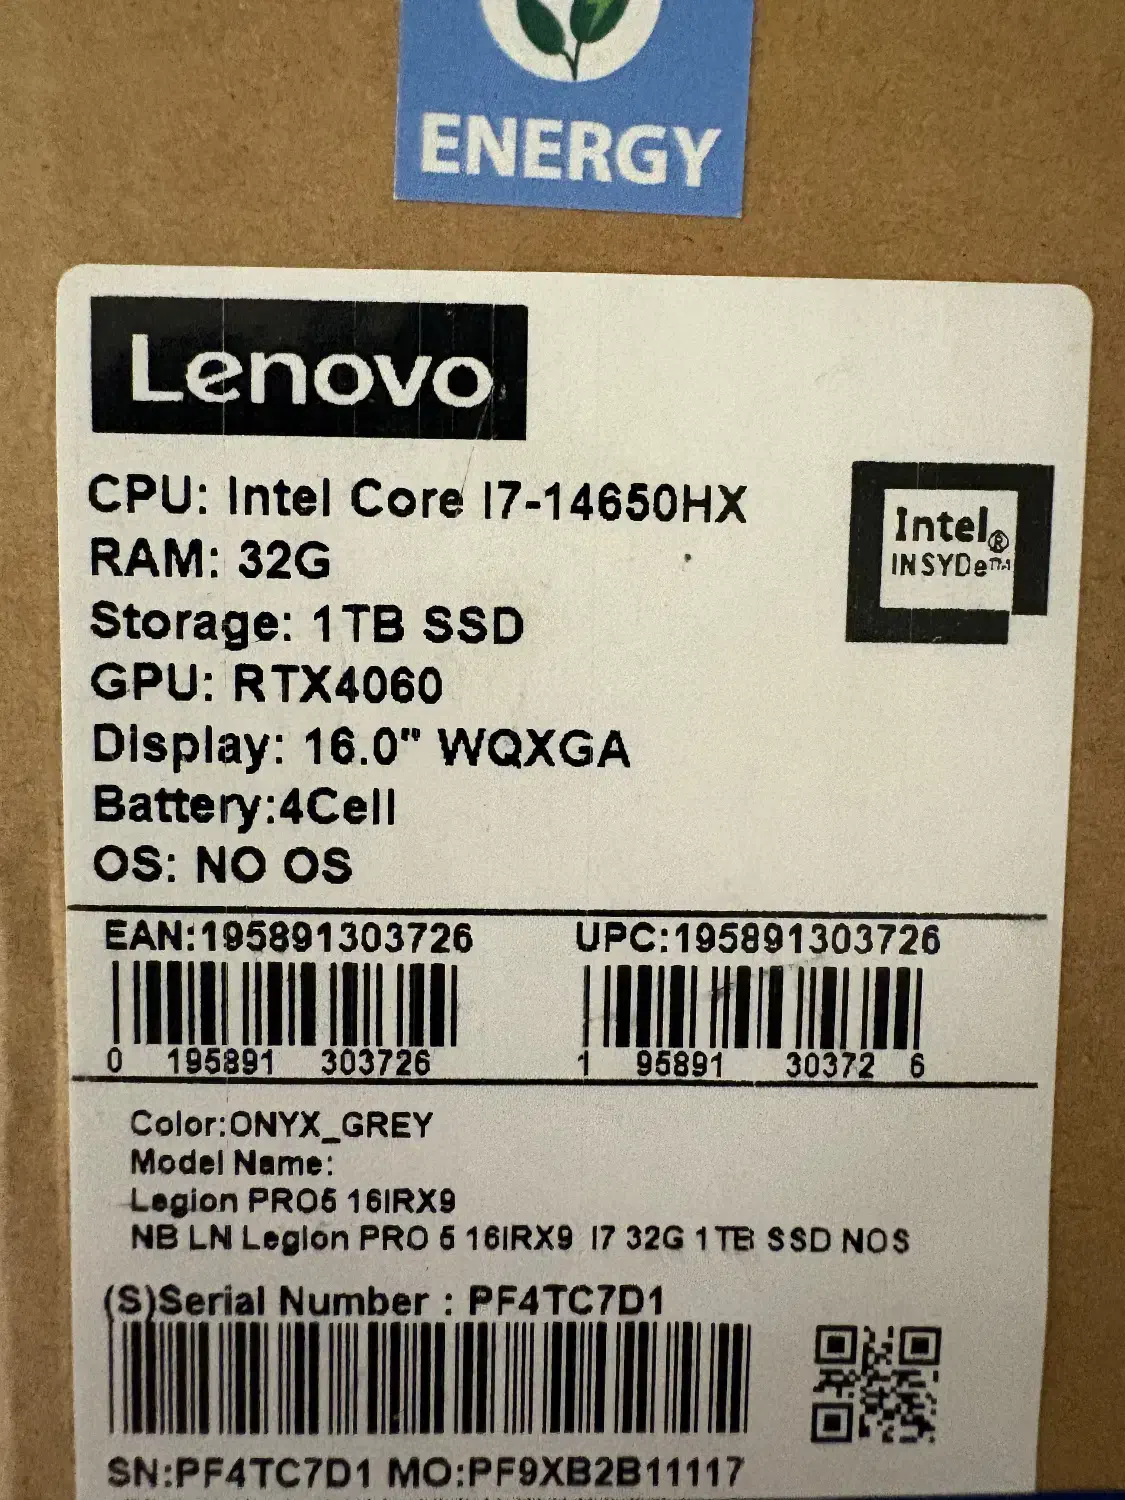 ENERGY
Lenovo
CPU: Intel Core I7-14650HX
RAM: 32G
Storage: 1TB SSD
GPU: RTX4060
Display: 16.0" WQXGA
Battery:4Cell
OS: NO OS
Intel®
INSYDe™
EAN:195891303726
UPC:195891303726
0 195891 303726
1 95891 30372 6
Color:ONYX_GREY
Model Name:
Legion PRO5 16IRX9
NB LN Legion PRO 5 16IRX9 I7 32G 1TB SSD NOS
(S)Serial Number : PF4TC7D1
SN:PF4TC7D1 MO:PF9XB2B11117